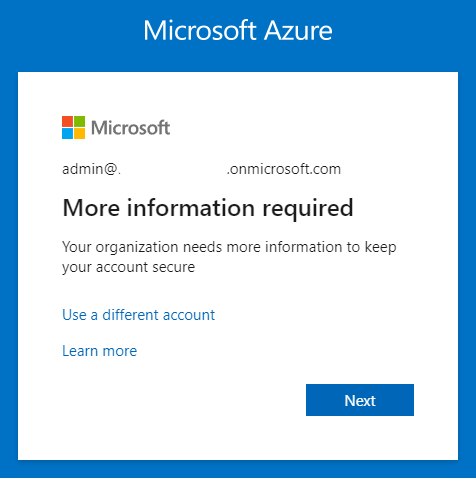 Microsoft Azure
Microsoft
admin@. .onmicrosoft.com
More information required
Your organization needs more information to keep
your account secure
Use a different account
Learn more
Next